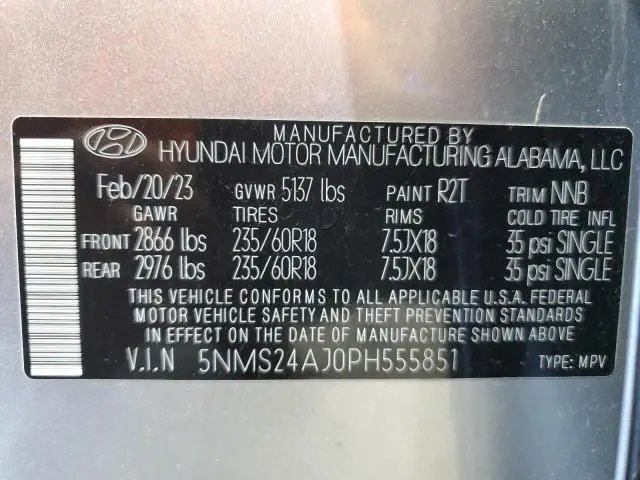 MANUFACTURED BY
HYUNDAI MOTOR MANUFACTURING ALABAMA, LLC
Feb/20/23 GVWR 5137 lbs PAINT R2T TRIM NNB
GAWR TIRES RIMS COLD TIRE INFL
FRONT 2866 lbs 235/60R18 7.5JX18 35 psi SINGLE
REAR 2976 lbs 235/60R18 7.5JX18 35 psi SINGLE
THIS VEHICLE CONFORMS TO ALL APPLICABLE U.S.A. FEDERAL
MOTOR VEHICLE SAFETY AND THEFT PREVENTION STANDARDS
IN EFFECT ON THE DATE OF MANUFACTURE SHOWN ABOVE.
V.I.N 5NMS24AJ0PH555851 TYPE: MPV